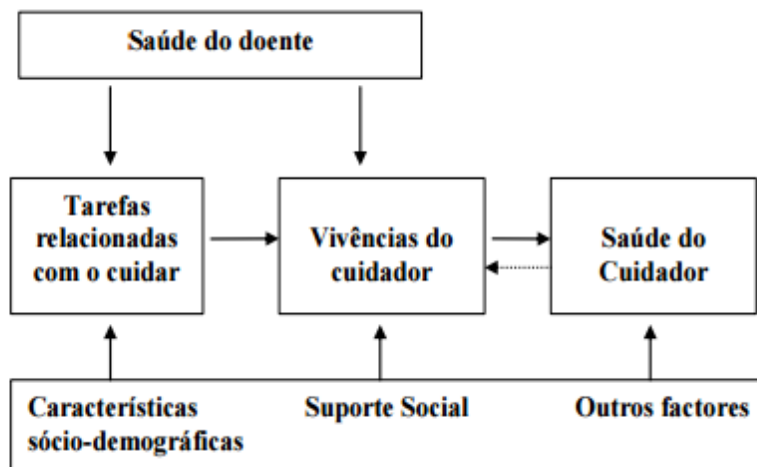 Saúde do doente
Tarefas
relacionadas
com o cuidar
Vivências do
cuidador
Saúde do
Cuidador
Características
sócio-demográficas
Suporte Social
Outros factores